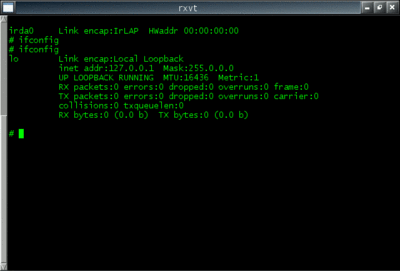 rxvt
irda0 Link encap:IrLAP HWaddr 00:00:00:00
# ifconfig
# ifconfig
lo Link encap:Local Loopback
inet addr:127.0.0.1 Mask:255.0.0.0
UP LOOPBACK RUNNING MTU:16436 Metric:1
RX packets:0 errors:0 dropped:0 overruns:0 frame:0
TX packets:0 errors:0 dropped:0 overruns:0 carrier:0
collisions:0 txqueuelen:0
RX bytes:0 (0.0 b) TX bytes:0 (0.0 b)
#